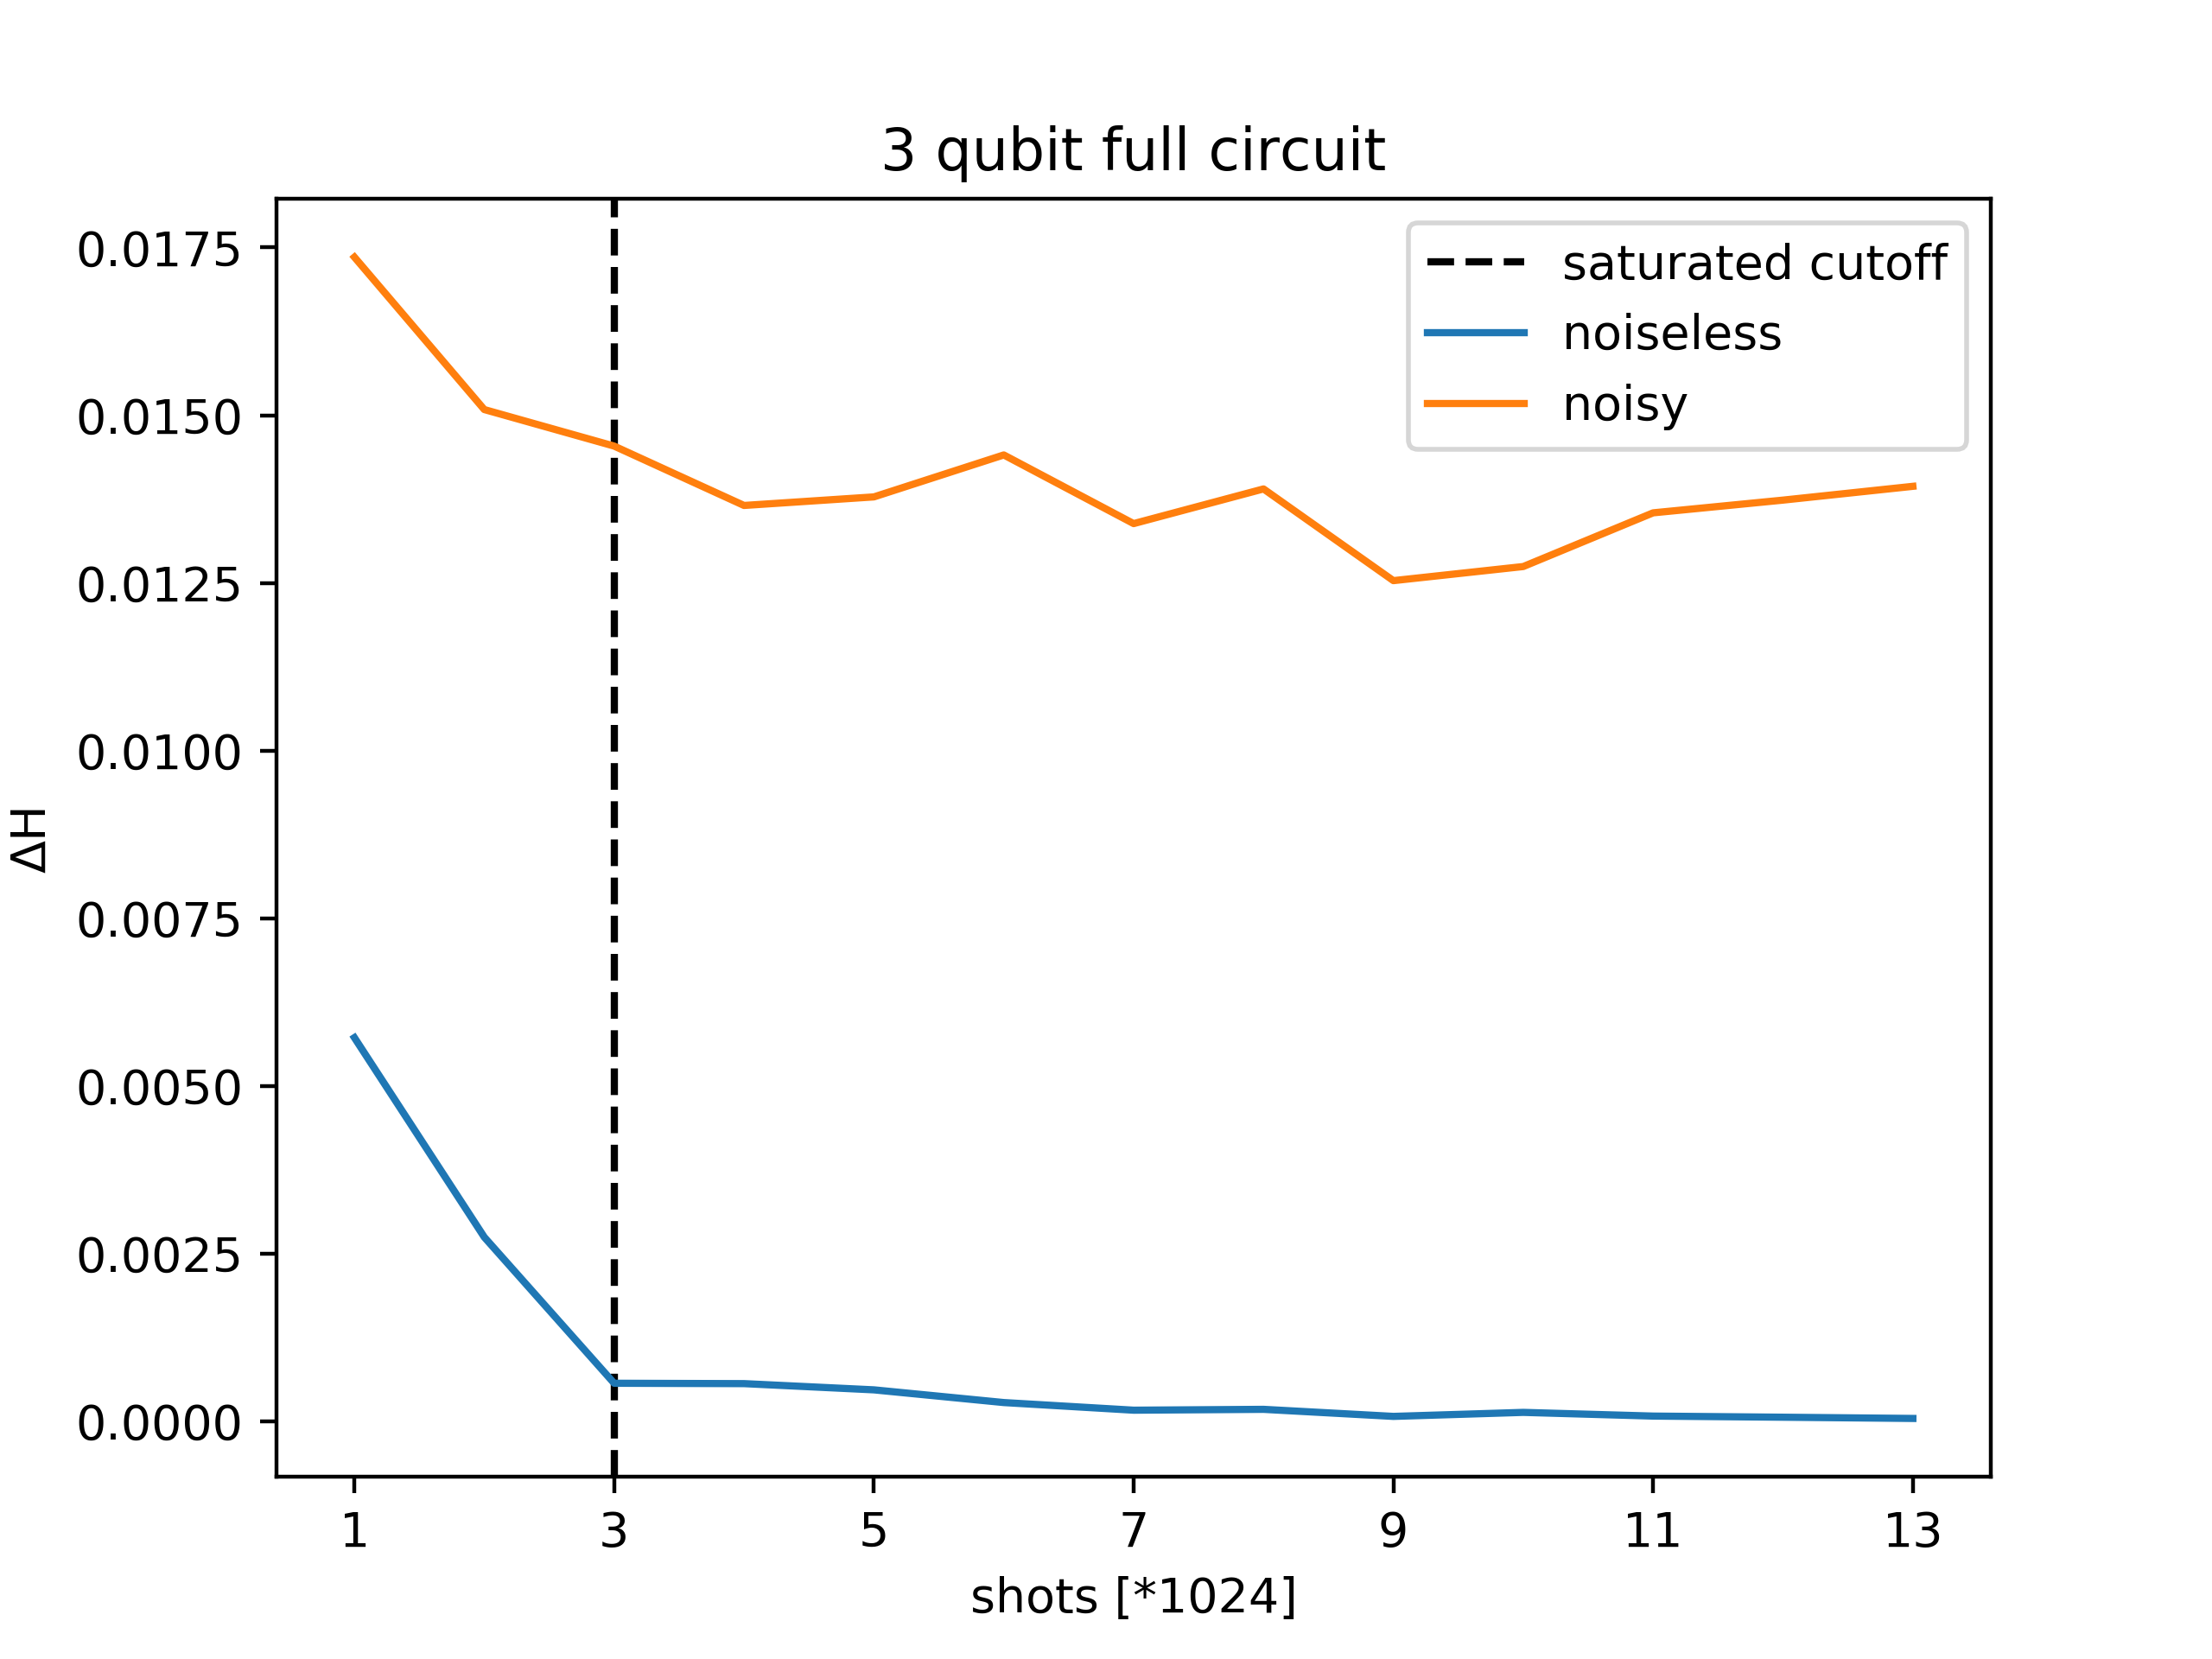 3 qubit full circuit
saturated cutoff
noiseless
noisy
0.0175
0.0150
0.0125
0.0100
0.0075
0.0050
0.0025
0.0000
ΔH
1 3 5 7 9 11 13
shots [*1024]